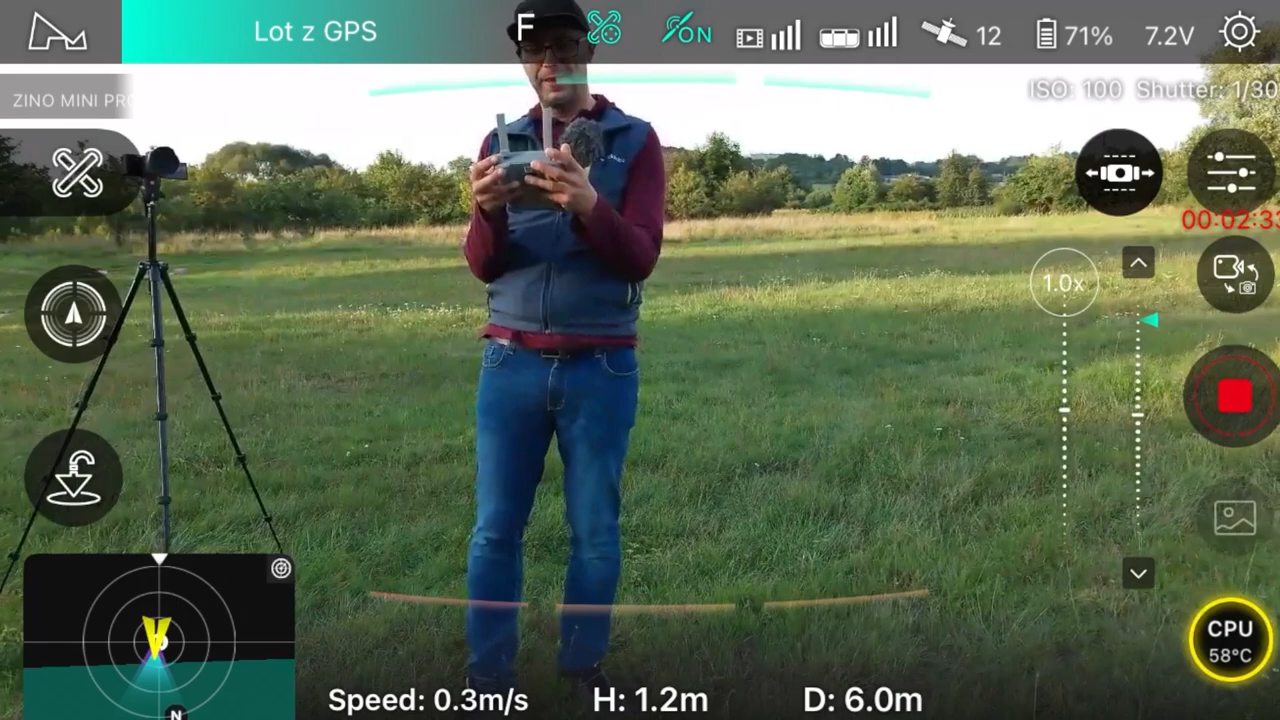 Lot z GPS
F
ON
12
71%
7.2V
ZINO MINI PRO
ISO: 100 Shutter: 1/30
00:02:33
1.0x
CPU
58°C
N
Speed: 0.3m/s
H: 1.2m
D: 6.0m